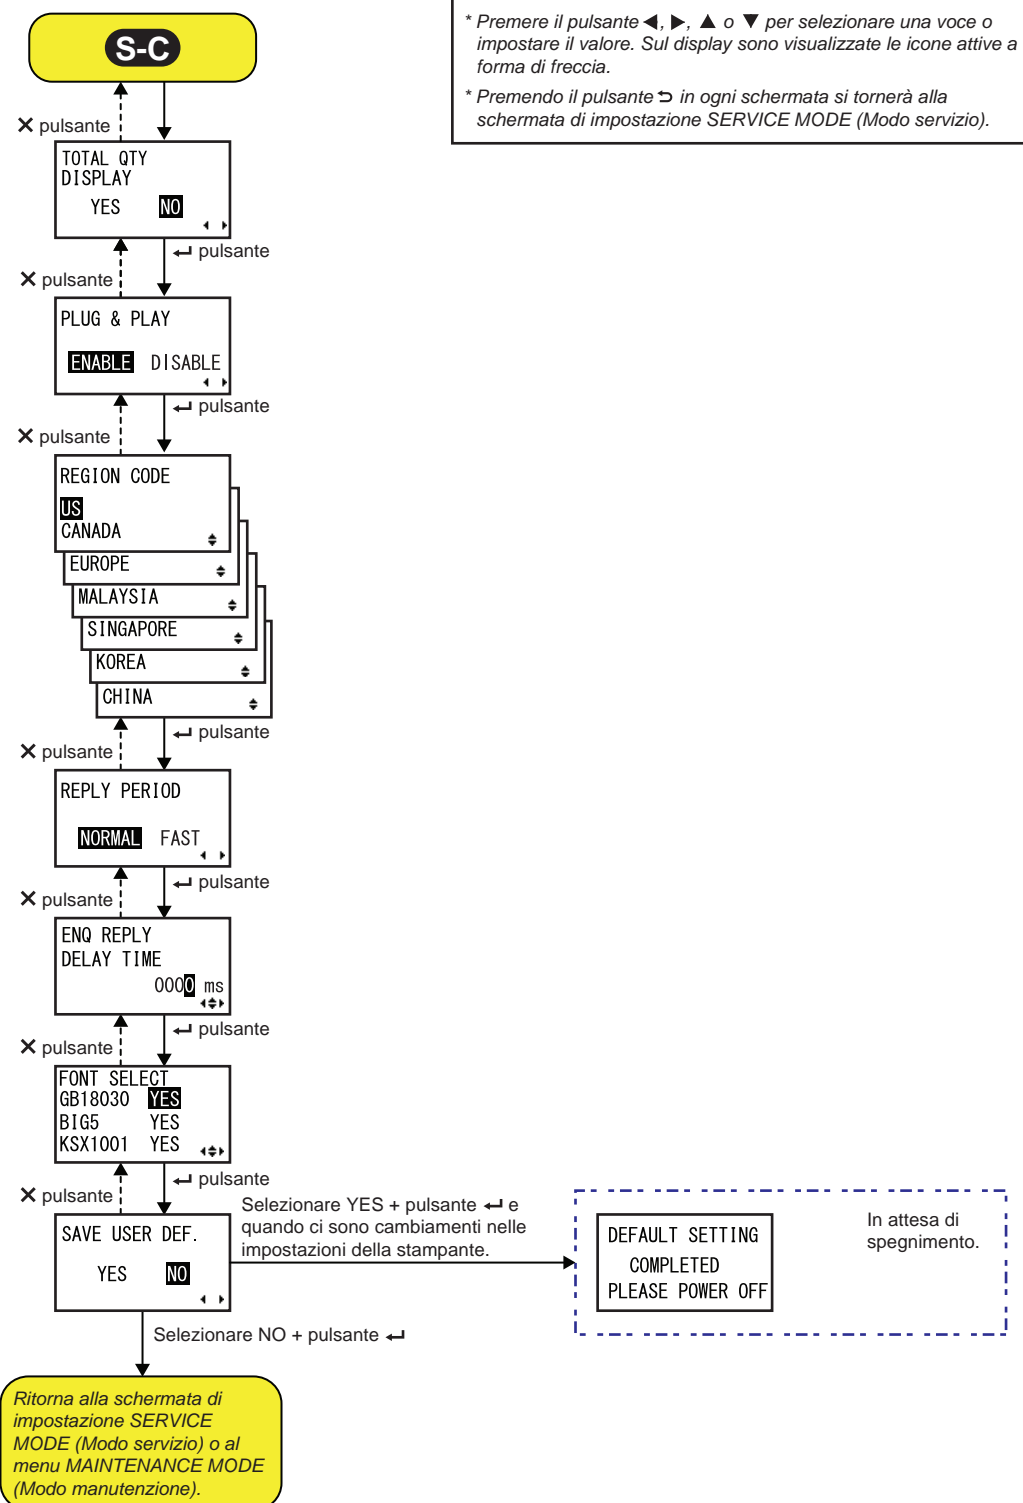 S-C
* Premere il pulsante ◀, ▶, ▲ o ▼ per selezionare una voce o
impostare il valore. Sul display sono visualizzate le icone attive a
forma di freccia.
* Premendo il pulsante ⮌ in ogni schermata si tornerà alla
schermata di impostazione SERVICE MODE (Modo servizio).
✕ pulsante
TOTAL QTY
DISPLAY
YES NO
↵ pulsante
✕ pulsante
PLUG & PLAY
ENABLE DISABLE
↵ pulsante
✕ pulsante
REGION CODE
US
CANADA
EUROPE
MALAYSIA
SINGAPORE
KOREA
CHINA
↵ pulsante
✕ pulsante
REPLY PERIOD
NORMAL FAST
↵ pulsante
✕ pulsante
ENQ REPLY
DELAY TIME
0000 ms
↵ pulsante
✕ pulsante
FONT SELECT
GB18030 YES
BIG5 YES
KSX1001 YES
↵ pulsante
✕ pulsante
SAVE USER DEF.
YES NO
Selezionare YES + pulsante ↵ e
quando ci sono cambiamenti nelle
impostazioni della stampante.
DEFAULT SETTING
COMPLETED
PLEASE POWER OFF
In attesa di
spegnimento.
Selezionare NO + pulsante ↵
Ritorna alla schermata di
impostazione SERVICE
MODE (Modo servizio) o al
menu MAINTENANCE MODE
(Modo manutenzione).